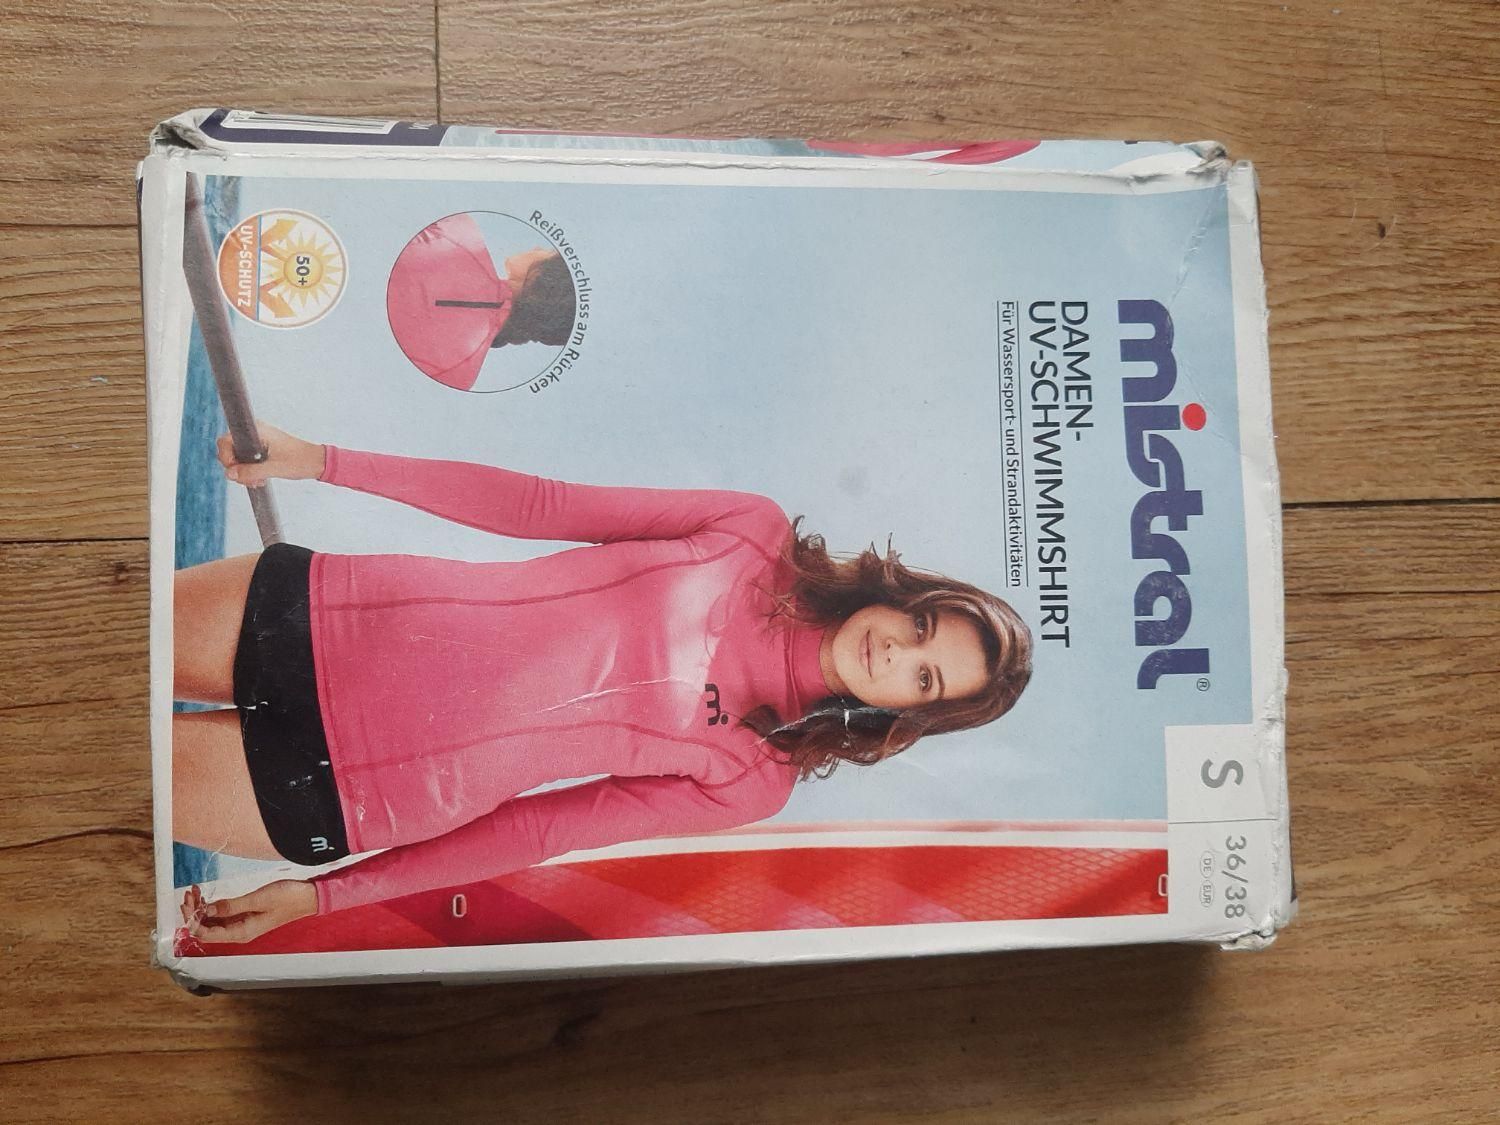 mistral®
DAMEN-
UV-SCHWIMMSHIRT
Für Wassersport- und Strandaktivitäten
S
36/38
DE EUR
Reißverschluss am Rücken
50+
UV-SCHUTZ